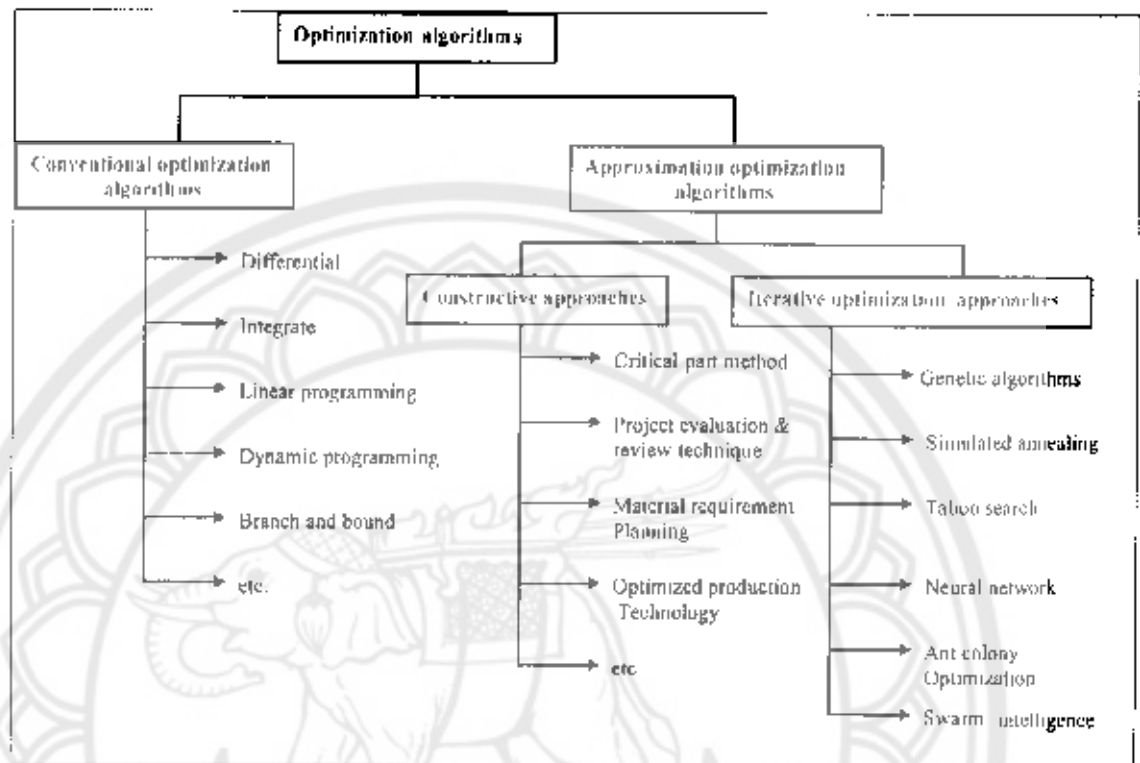 Optimization algorithms
Conventional optimization
algorithms
Approximation optimization
algorithms
Differential
Integrate
Linear programming
Dynamic programming
Branch and bound
etc.
Constructive approaches
Critical part method
Project evaluation &
review technique
Material requirement
Planning
Optimized production
Technology
etc
Iterative optimization approaches
Genetic algorithms
Simulated annealing
Taboo search
Neural network
Ant colony
Optimization
Swarm intelligence